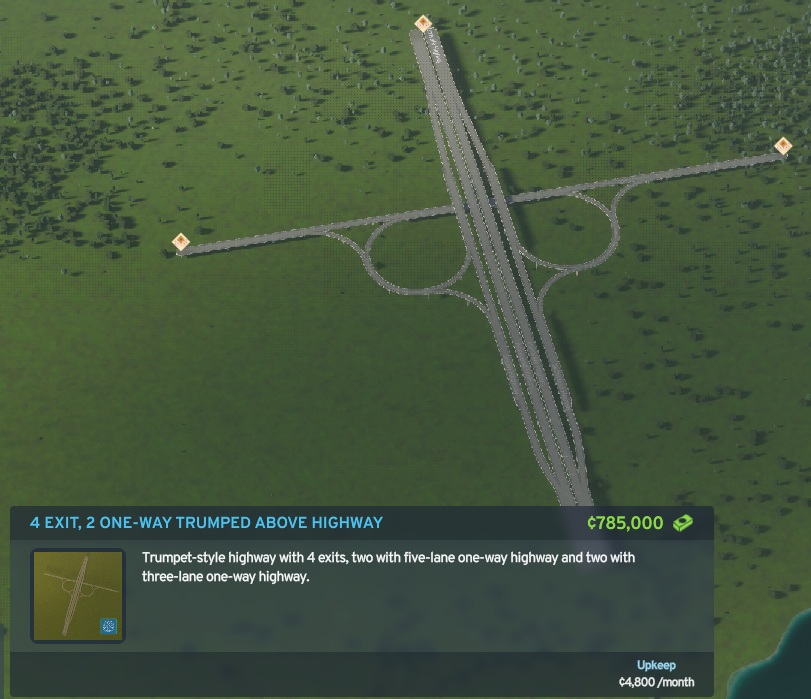 4 EXIT, 2 ONE-WAY TRUMPED ABOVE HIGHWAY
¢785,000
Trumpet-style highway with 4 exits, two with five-lane one-way highway and two with
three-lane one-way highway.
Upkeep
¢4,800 /month